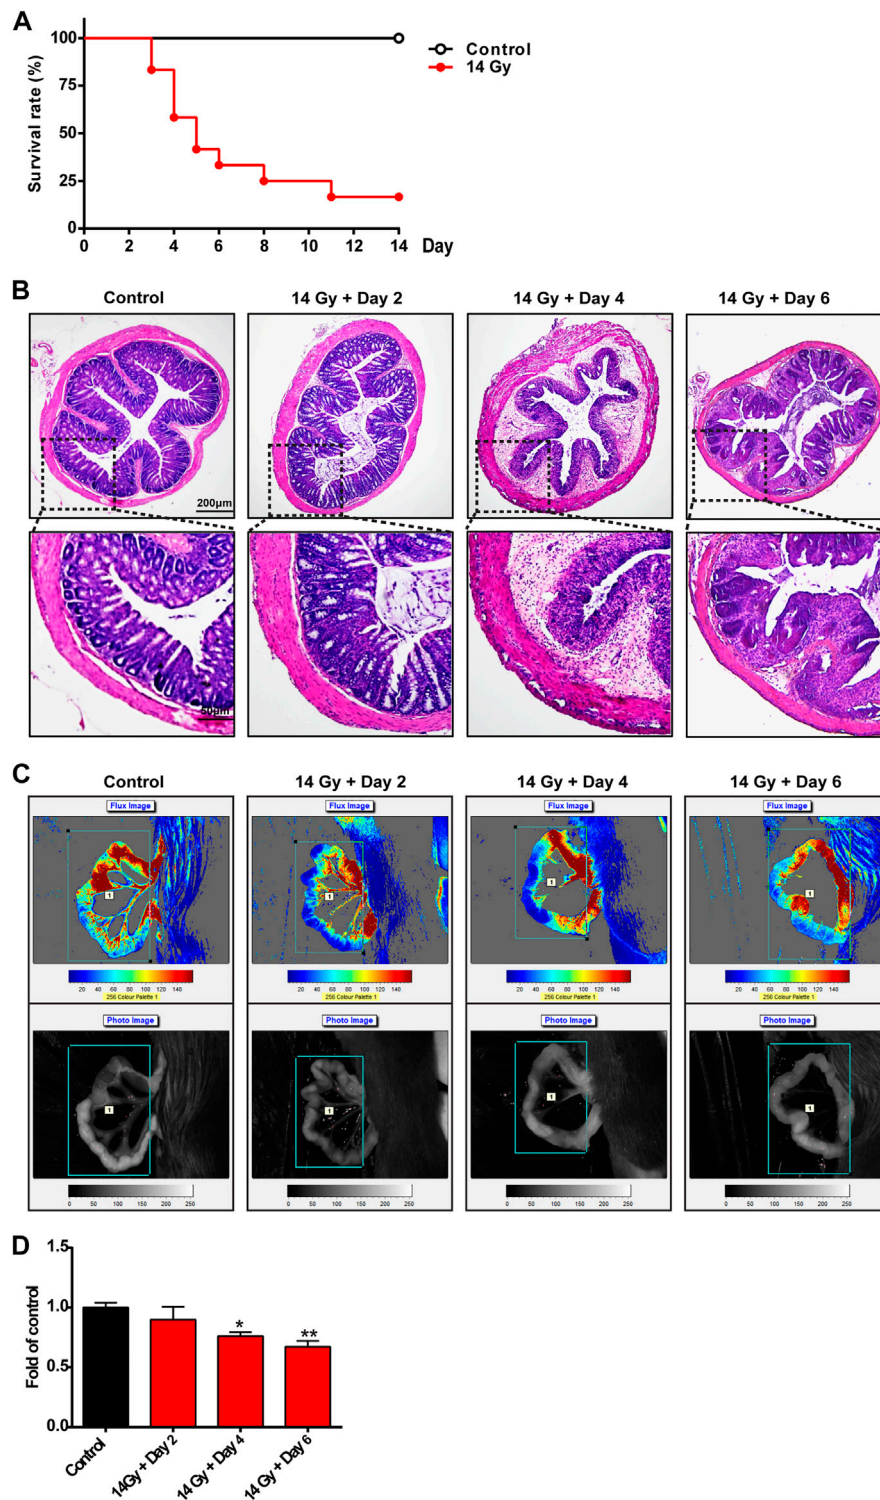 A
100
75
50
25
0
Survival rate (%)
0 2 4 6 8 10 12 14 Day
Control
14 Gy
B
Control 14 Gy + Day 2 14 Gy + Day 4 14 Gy + Day 6
200μm
50μm
C
Control 14 Gy + Day 2 14 Gy + Day 4 14 Gy + Day 6
Flux Image Flux Image Flux Image Flux Image
1 1 1 1
20 40 60 80 100 120 140 20 40 60 80 100 120 140 20 40 60 80 100 120 140 20 40 60 80 100 120 140
256 Colour Palette 1 256 Colour Palette 1 256 Colour Palette 1 256 Colour Palette 1
Photo Image Photo Image Photo Image Photo Image
1 1 1 1
0 50 100 150 200 250 0 50 100 150 200 250 0 50 100 150 200 250 0 50 100 150 200 250
D
1.5
1.0
0.5
0.0
Fold of control
* **
Control 14Gy + Day 2 14 Gy + Day 4 14 Gy + Day 6